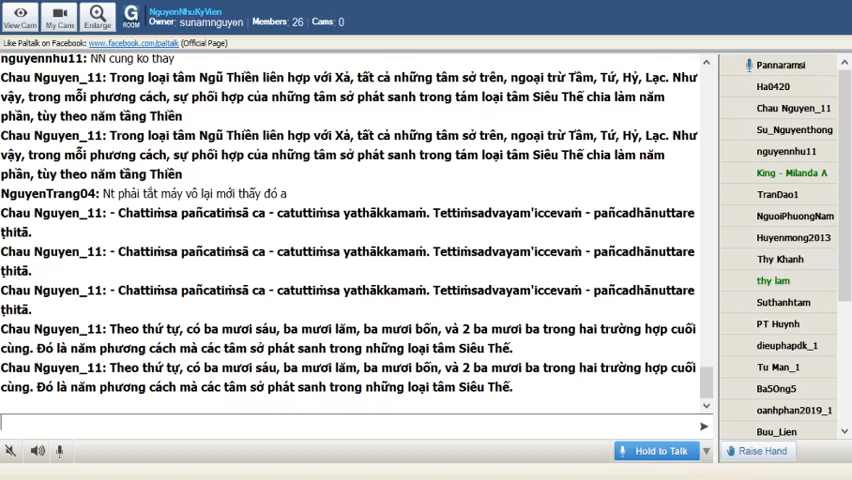 NguyenNhuKyVien
Owner: sunamnguyen Members: 26 Cams: 0
View Cam My Cam Enlarge
G
ROOM
Like Paltalk on Facebook: www.facebook.com/paltalk (Official Page)
nguyennhu11: NN cung ko thay
Chau Nguyen_11: Trong loại tâm Ngũ Thiền liên hợp với Xả, tất cả những tâm sở trên, ngoại trừ Tầm, Tứ, Hỷ, Lạc. Như
vậy, trong mỗi phương cách, sự phối hợp của những tâm sở phát sanh trong tám loại tâm Siêu Thế chia làm năm
phần, tùy theo năm tầng Thiền
Chau Nguyen_11: Trong loại tâm Ngũ Thiền liên hợp với Xả, tất cả những tâm sở trên, ngoại trừ Tầm, Tứ, Hỷ, Lạc. Như
vậy, trong mỗi phương cách, sự phối hợp của những tâm sở phát sanh trong tám loại tâm Siêu Thế chia làm năm
phần, tùy theo năm tầng Thiền
NguyenTrang04: Nt phải tắt máy vô lại mới thấy đó a
Chau Nguyen_11: - Chattiṁsa pañcatiṁsā ca - catuttiṁsa yathākkamaṁ. Tettiṁsadvayam'iccevaṁ - pañcadhānuttare
ṭhitā.
Chau Nguyen_11: - Chattiṁsa pañcatiṁsā ca - catuttiṁsa yathākkamaṁ. Tettiṁsadvayam'iccevaṁ - pañcadhānuttare
ṭhitā.
Chau Nguyen_11: - Chattiṁsa pañcatiṁsā ca - catuttiṁsa yathākkamaṁ. Tettiṁsadvayam'iccevaṁ - pañcadhānuttare
ṭhitā.
Chau Nguyen_11: Theo thứ tự, có ba mươi sáu, ba mươi lăm, ba mươi bốn, và 2 ba mươi ba trong hai trường hợp cuối
cùng. Đó là năm phương cách mà các tâm sở phát sanh trong những loại tâm Siêu Thế.
Chau Nguyen_11: Theo thứ tự, có ba mươi sáu, ba mươi lăm, ba mươi bốn, và 2 ba mươi ba trong hai trường hợp cuối
cùng. Đó là năm phương cách mà các tâm sở phát sanh trong những loại tâm Siêu Thế.
Hold to Talk
Pannaramsi
Ha0420
Chau Nguyen_11
Su_Nguyenthong
nguyennhu11
King - Milanda A
TranDao1
NguoiPhuongNam
Huyenmong2013
Thy Khanh
thy lam
Suthanhtam
PT Huynh
dieuphapdk_1
Tu Man_1
Ba5Ong5
oanhphan2019_1
Buu_Lien
Raise Hand